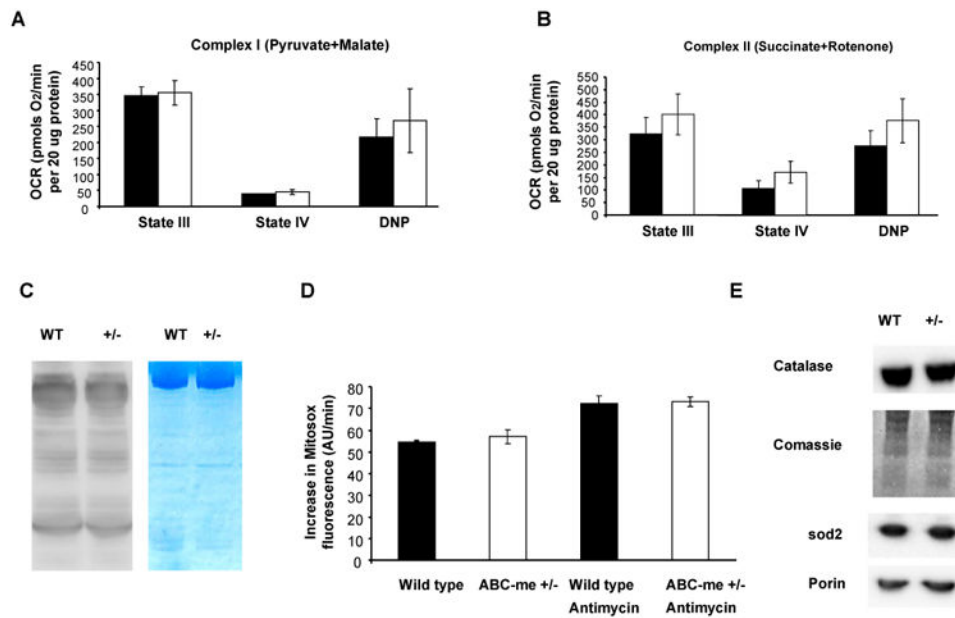 A
Complex I (Pyruvate+Malate)
OCR (pmols O2/min
per 20 ug protein)
450
400
350
300
250
200
150
100
50
0
State III
State IV
DNP
B
Complex II (Succinate+Rotenone)
OCR (pmols O2/min
per 20 ug protein)
550
500
450
400
350
300
250
200
150
100
50
0
State III
State IV
DNP
C
WT +/-
WT +/-
D
Increase in Mitosox
fluorescence (AU/min)
80
70
60
50
40
30
20
10
0
Wild type
ABC-me +/-
Wild type
Antimycin
ABC-me +/-
Antimycin
E
WT +/-
Catalase
Comassie
sod2
Porin